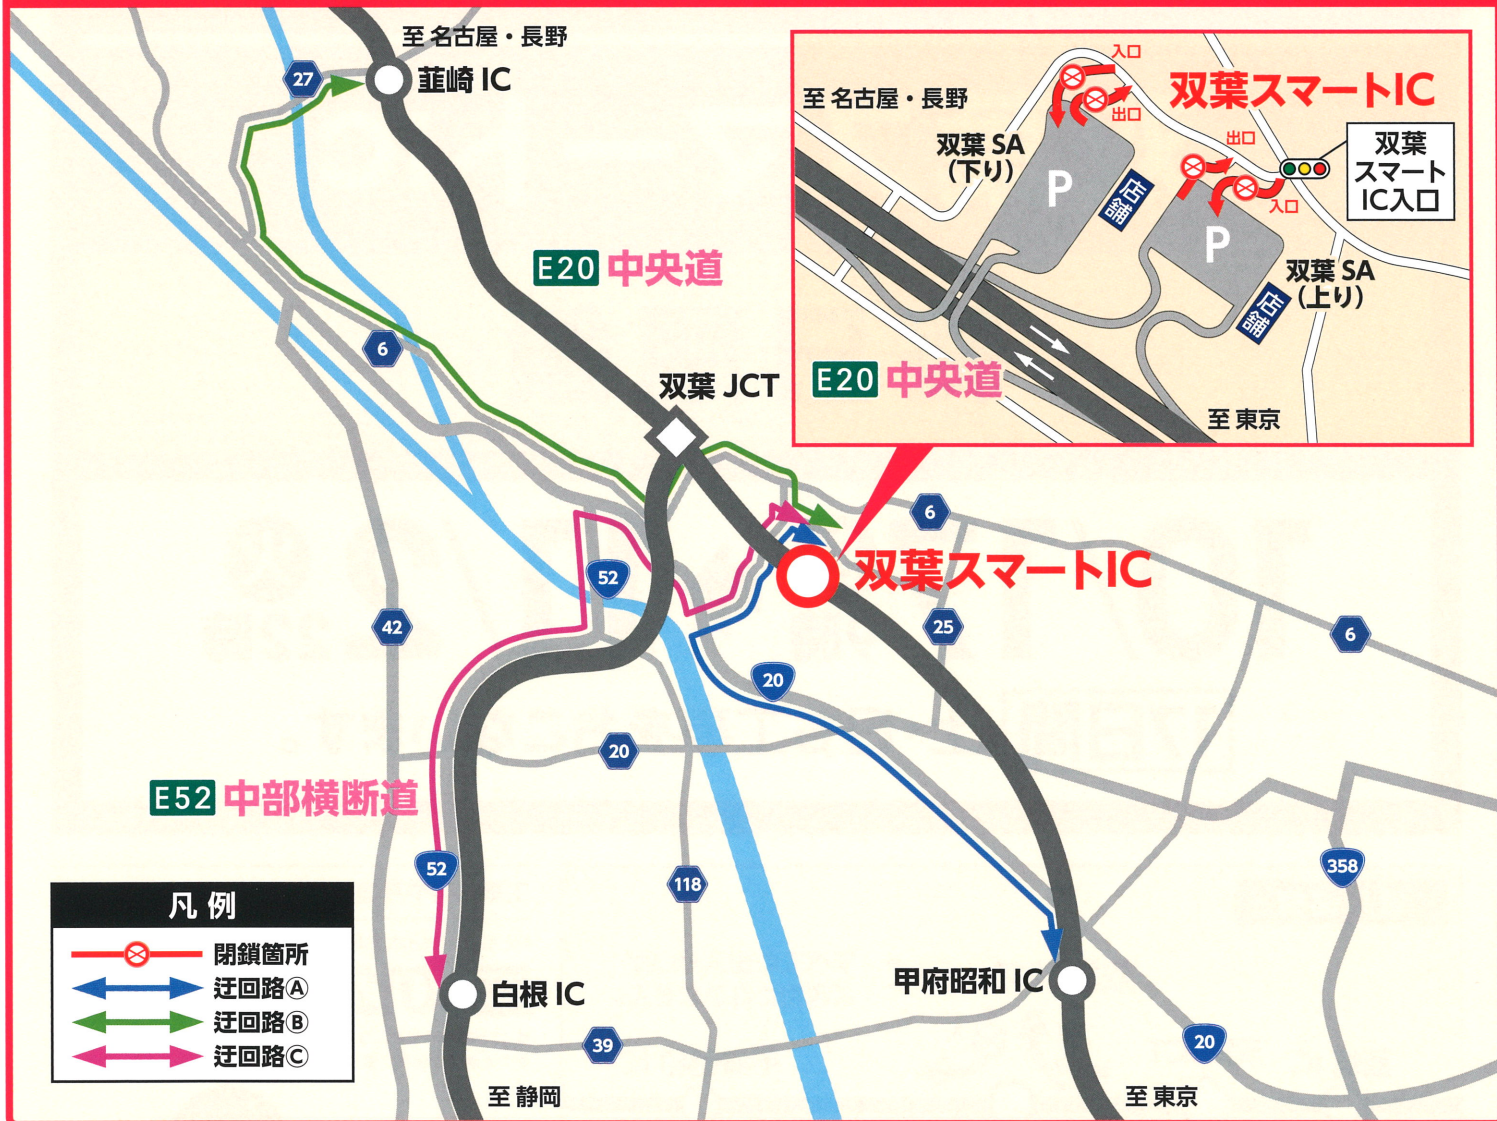 至 名古屋・長野
韮崎 IC
27
E20 中央道
6
双葉 JCT
至 名古屋・長野
入口
出口
双葉スマートIC
双葉 SA
(下り)
P
店舗
出口
入口
双葉
スマート
IC入口
P
双葉 SA
(上り)
店舗
E20 中央道
至 東京
6
双葉スマートIC
52
42
25
6
20
20
E52 中部横断道
52
118
358
凡 例
閉鎖箇所
迂回路Ⓐ
迂回路Ⓑ
迂回路Ⓒ
白根 IC
甲府昭和 IC
39
20
至 静岡
至 東京